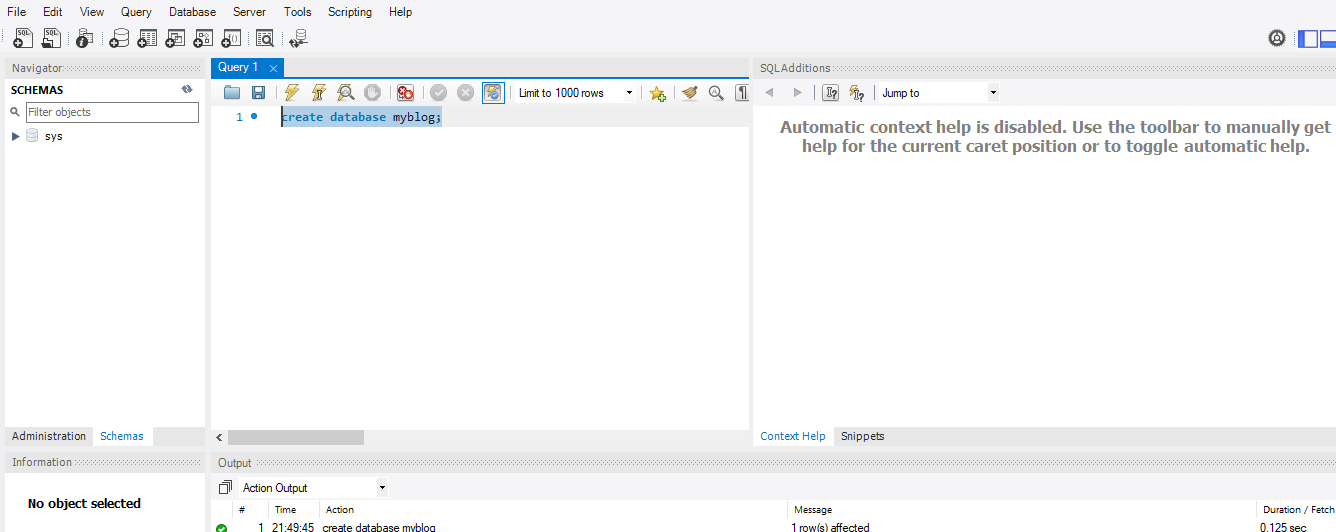 File Edit View Query Database Server Tools Scripting Help
Navigator
SCHEMAS
Filter objects
sys
Administration Schemas
Information
No object selected
Query 1
Limit to 1000 rows
1 create database myblog;
SQLAdditions
Jump to
Automatic context help is disabled. Use the toolbar to manually get
help for the current caret position or to toggle automatic help.
Context Help Snippets
Output
Action Output
# Time Action Message Duration / Fetch
1 21:49:45 create database myblog 1 row(s) affected 0.125 sec